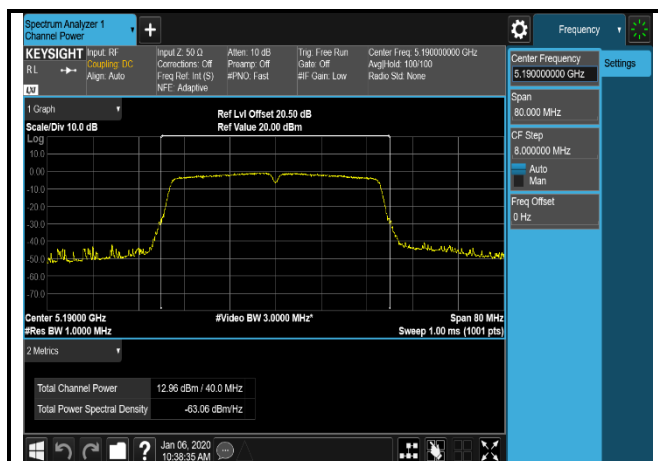 Spectrum Analyzer 1
Channel Power
+
Frequency
KEYSIGHT
RL
LXI
Input: RF
Coupling: DC
Align: Auto
Input Z: 50 Ω
Corrections: Off
Freq Ref: Int (S)
NFE: Adaptive
Atten: 10 dB
Preamp: Off
#PNO: Fast
Trig: Free Run
Gate: Off
#IF Gain: Low
Center Freq: 5.190000000 GHz
Avg|Hold: 100/100
Radio Std: None
Center Frequency
5.190000000 GHz
Settings
Span
80.000 MHz
CF Step
8.000000 MHz
Auto
Man
Freq Offset
0 Hz
1 Graph
Scale/Div 10.0 dB
Ref Lvl Offset 20.50 dB
Ref Value 20.00 dBm
Log
10.0
0.00
-10.0
-20.0
-30.0
-40.0
-50.0
-60.0
-70.0
Center 5.19000 GHz
#Video BW 3.0000 MHz*
Span 80 MHz
#Res BW 1.0000 MHz
Sweep 1.00 ms (1001 pts)
2 Metrics
Total Channel Power 12.96 dBm / 40.0 MHz
Total Power Spectral Density -63.06 dBm/Hz
?
Jan 06, 2020
10:38:35 AM